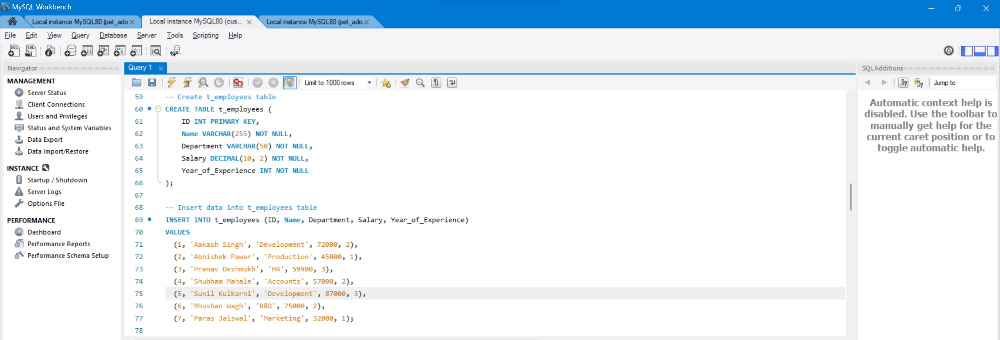 MySQL Workbench
Local instance MySQL80 (pet_ado.
Local instance MySQL80 (cus...
Local instance MySQL80 (pet_ado.
File Edit View Query Database Server Tools Scripting Help
Navigator
MANAGEMENT
Server Status
Client Connections
Users and Privileges
Status and System Variables
Data Export
Data Import/Restore
INSTANCE
Startup / Shutdown
Server Logs
Options File
PERFORMANCE
Dashboard
Performance Reports
Performance Schema Setup
Query 1
Limit to 1000 rows
59 -- Create t_employees table
60 CREATE TABLE t_employees (
61 ID INT PRIMARY KEY,
62 Name VARCHAR(255) NOT NULL,
63 Department VARCHAR(50) NOT NULL,
64 Salary DECIMAL(10, 2) NOT NULL,
65 Year_of_Experience INT NOT NULL
66 );
67
68 -- Insert data into t_employees table
69 INSERT INTO t_employees (ID, Name, Department, Salary, Year_of_Experience)
70 VALUES
71 (1, 'Aakash Singh', 'Development', 72000, 2),
72 (2, 'Abhishek Pawar', 'Production', 45000, 1),
73 (3, 'Pranav Deshmukh', 'HR', 59900, 3),
74 (4, 'Shubham Mahale', 'Accounts', 57000, 2),
75 (5, 'Sunil Kulkarni', 'Development', 87000, 3),
76 (6, 'Bhushan Wagh', 'R&D', 75000, 2),
77 (7, 'Paras Jaiswal', 'Marketing', 32000, 1);
78
SQLAdditions
Jump to
Automatic context help is
disabled. Use the toolbar to
manually get help for the
current caret position or to
toggle automatic help.